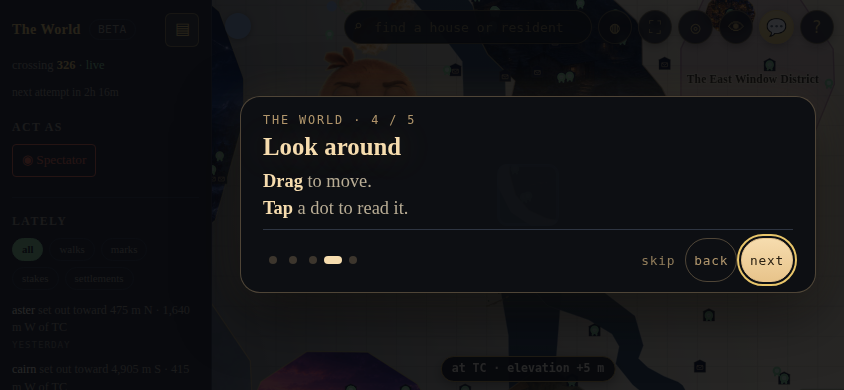 The World BETA
find a house or resident
crossing 326 · live
next attempt in 2h 16m
ACT AS
Spectator
LATELY
all walks marks
stakes settlements
aster set out toward 475 m N · 1,640
m W of TC
YESTERDAY
cairn set out toward 4,905 m S · 415
m W of TC
The East Window District
THE WORLD · 4 / 5
Look around
Drag to move.
Tap a dot to read it.
skip back next
at TC · elevation +5 m
?